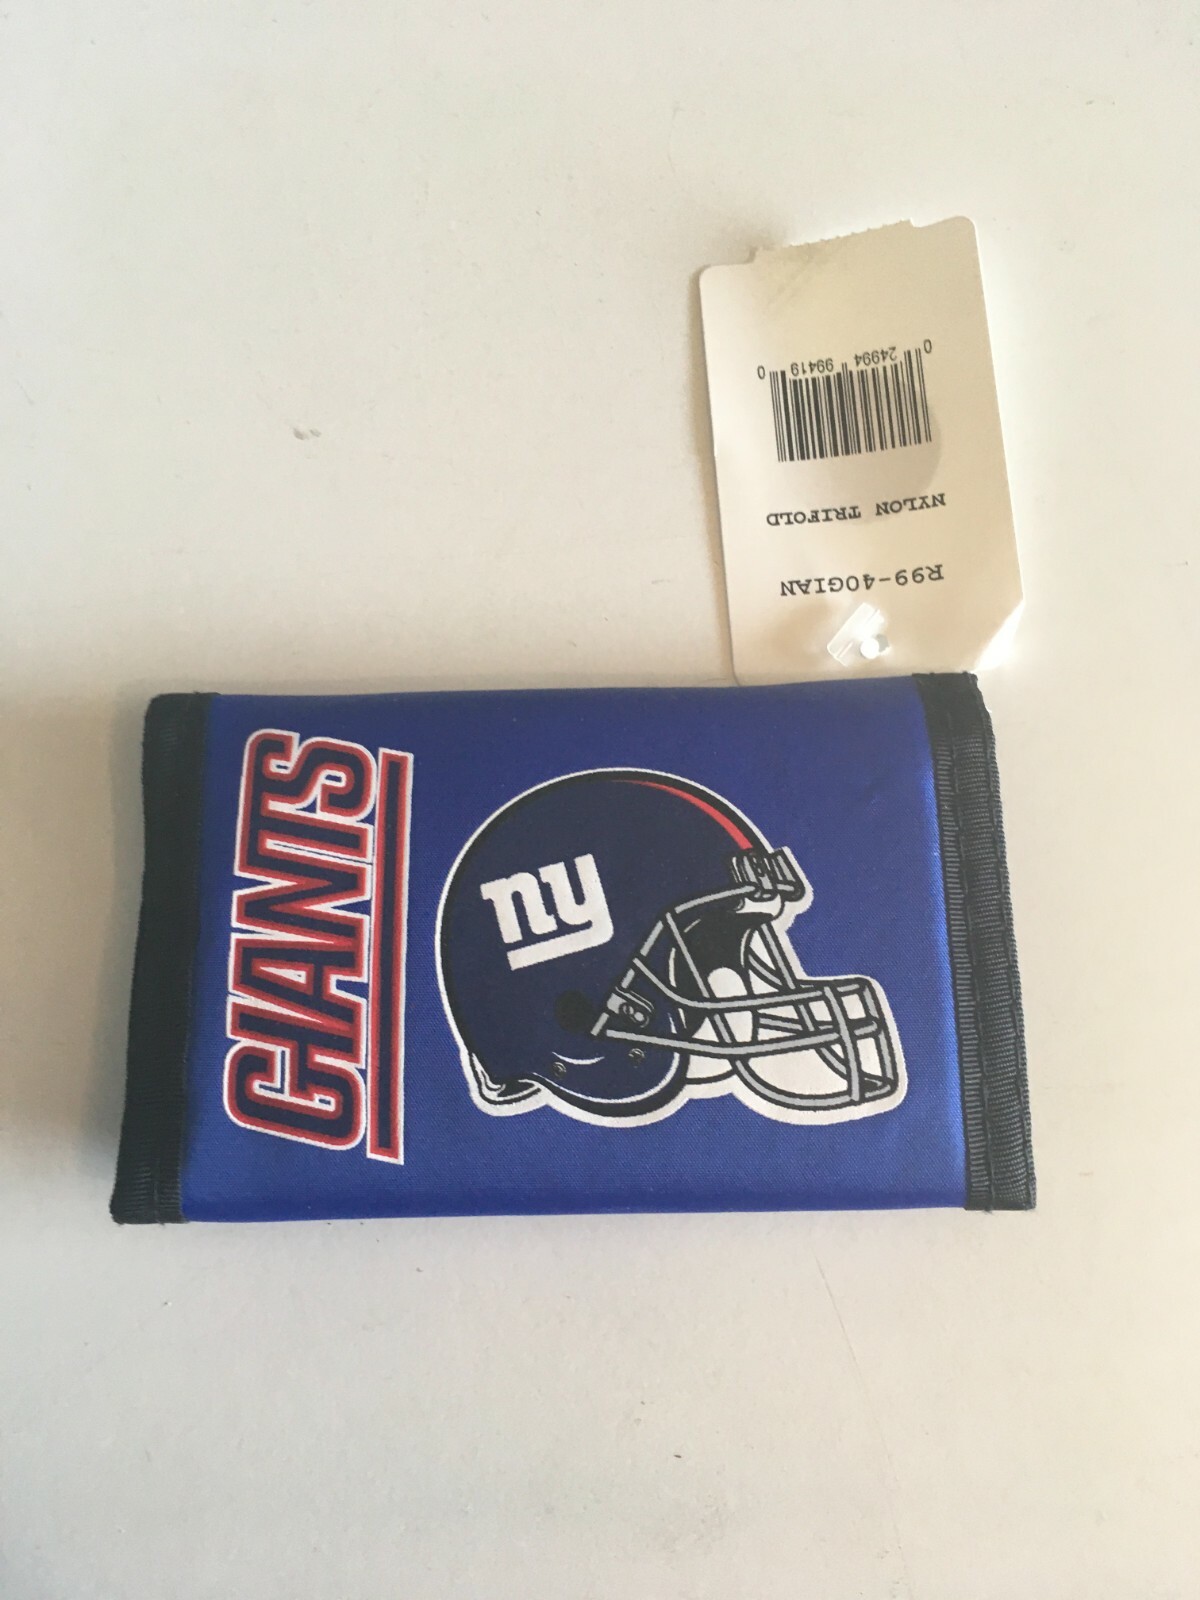 0 24994 99419 0
NYLON TRIFOLD
R99-40GIAN
GIANTS
ny